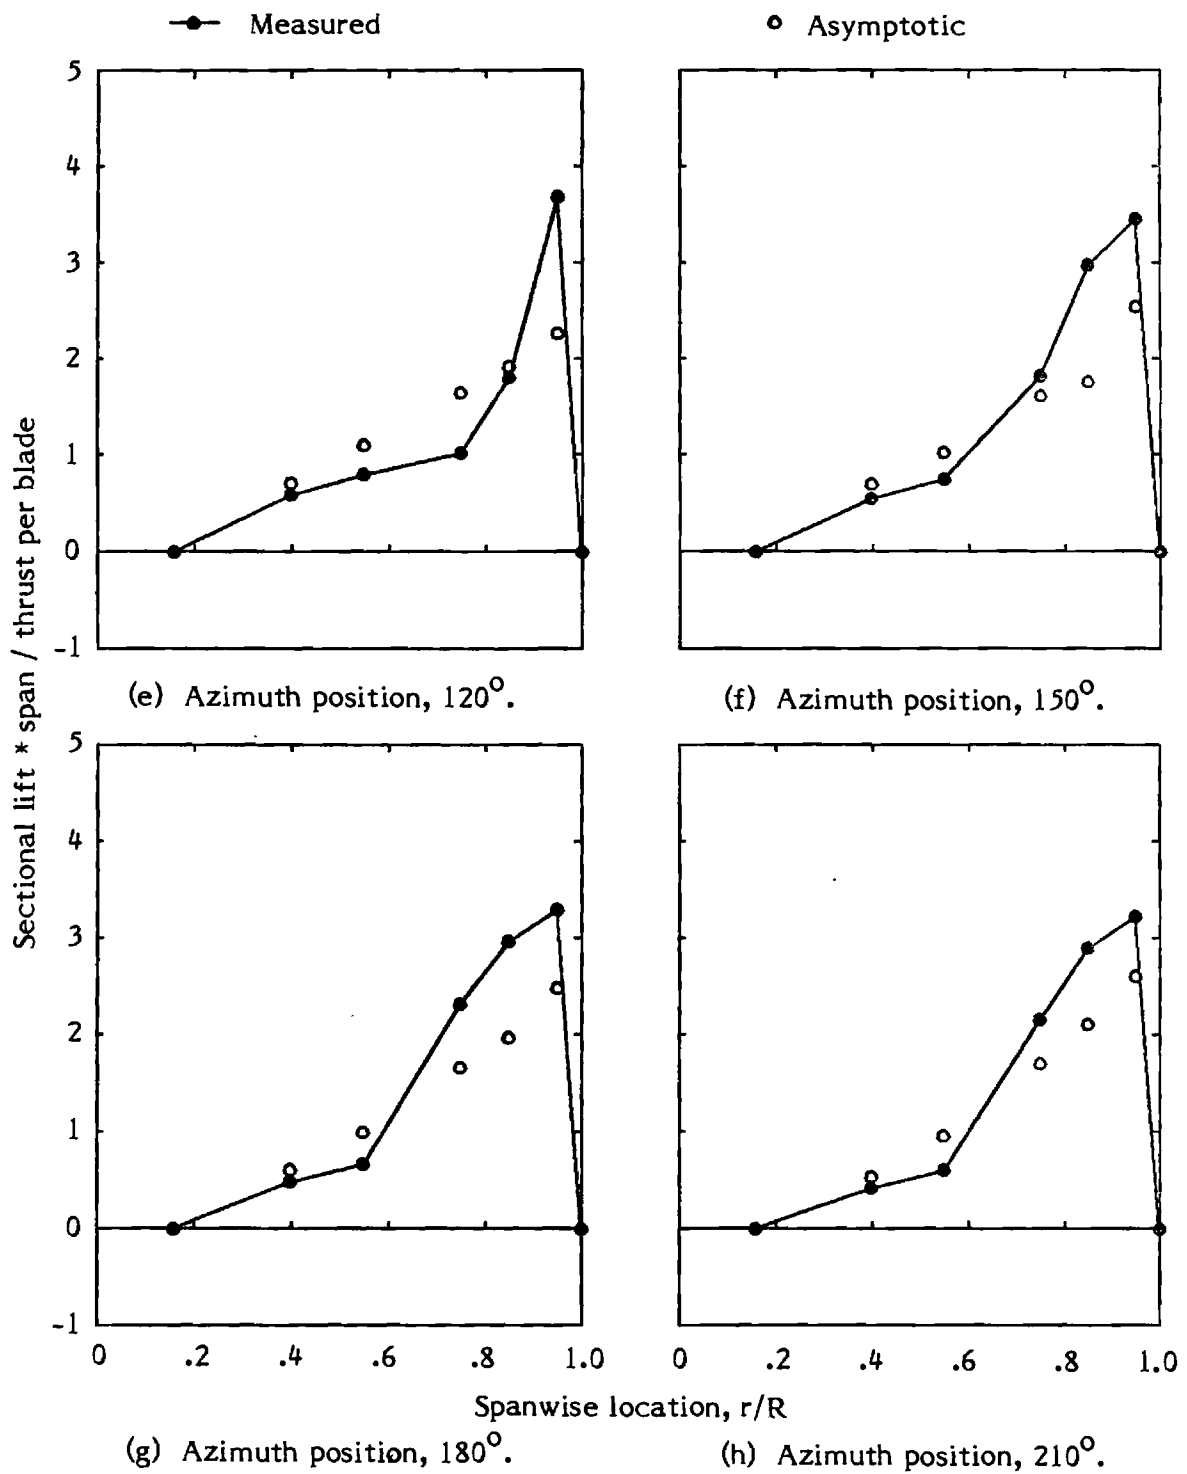 Measured
Asymptotic
Sectional lift * span / thrust per blade
5
4
3
2
1
0
-1
(e) Azimuth position, 120°.
(f) Azimuth position, 150°.
5
4
3
2
1
0
-1
0 .2 .4 .6 .8 1.0
0 .2 .4 .6 .8 1.0
Spanwise location, r/R
(g) Azimuth position, 180°.
(h) Azimuth position, 210°.